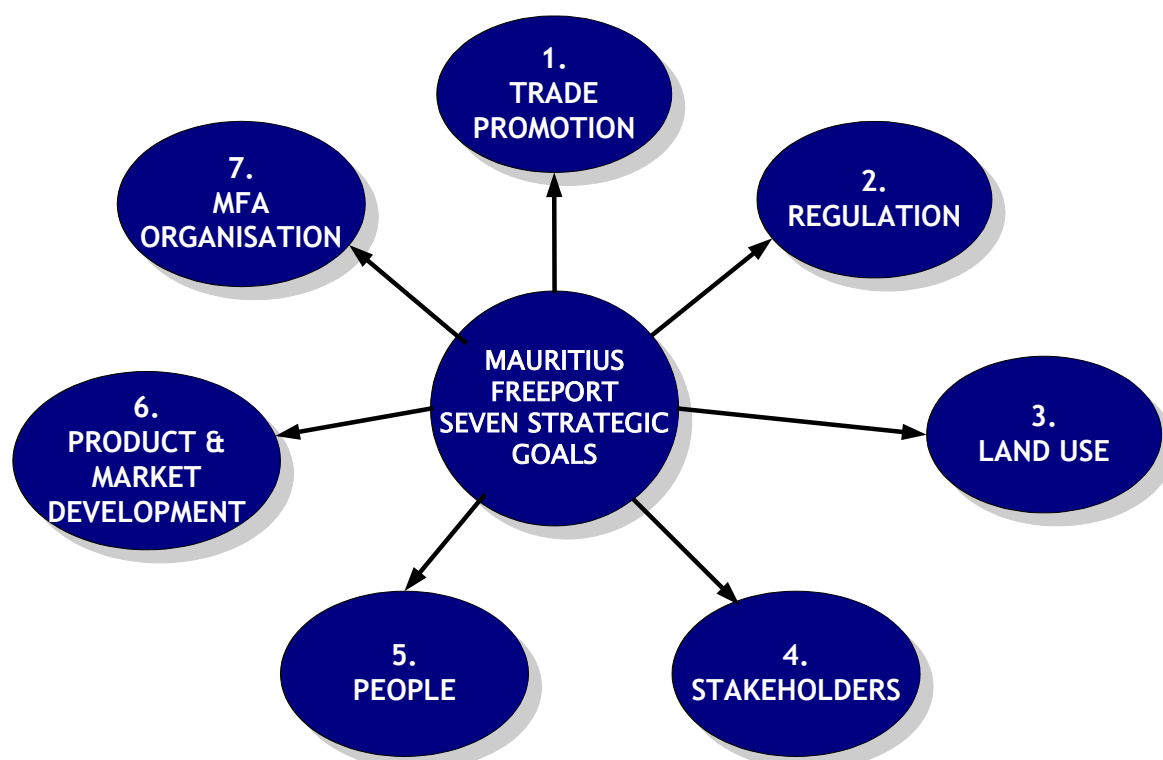 1.
TRADE
PROMOTION
2.
REGULATION
3.
LAND USE
4.
STAKEHOLDERS
5.
PEOPLE
6.
PRODUCT &
MARKET
DEVELOPMENT
7.
MFA
ORGANISATION
MAURITIUS
FREEPORT
SEVEN STRATEGIC
GOALS